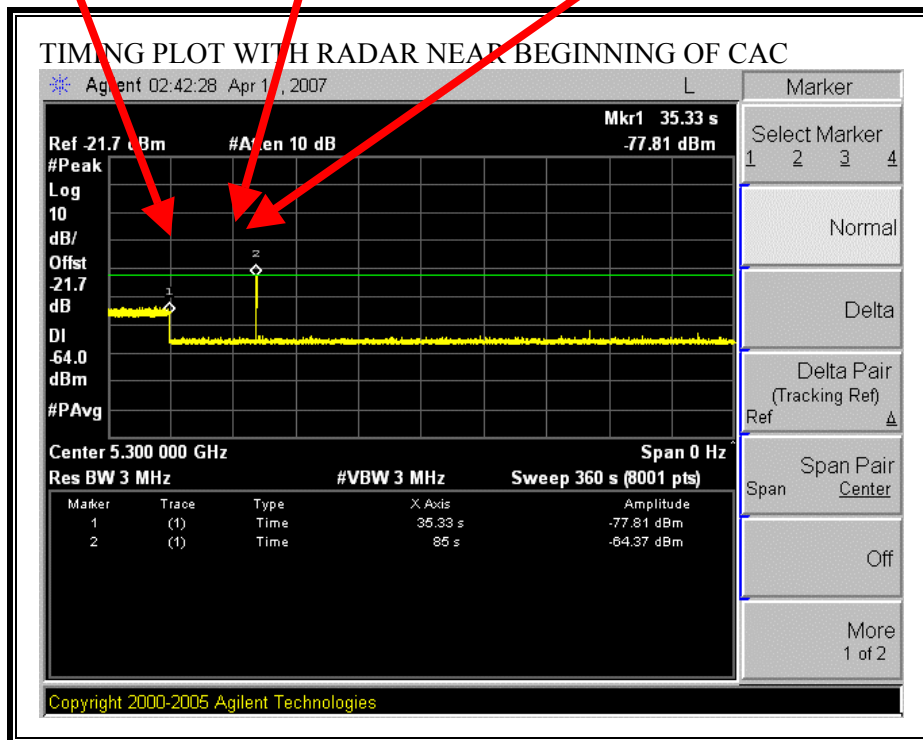 TIMING PLOT WITH RADAR NEAR BEGINNING OF CAC
Agilent 02:42:28 Apr 2007 L
Marker
Mkr1 35.33 s
Ref -21.7 dBm #Atten 10 dB -77.81 dBm
#Peak
Log
10
dB/
Offst
-21.7
dB
DI
-64.0
dBm
#PAvg
1
2
Center 5.300 000 GHz Span 0 Hz
Res BW 3 MHz #VBW 3 MHz Sweep 360 s (8001 pts)
Marker Trace Type X Axis Amplitude
1 (1) Time 35.33 s -77.81 dBm
2 (1) Time 85 s -64.37 dBm
Select Marker
1 2 3 4
Normal
Delta
Delta Pair
(Tracking Ref)
Ref Δ
Span Pair
Span Center
Off
More
1 of 2
Copyright 2000-2005 Agilent Technologies